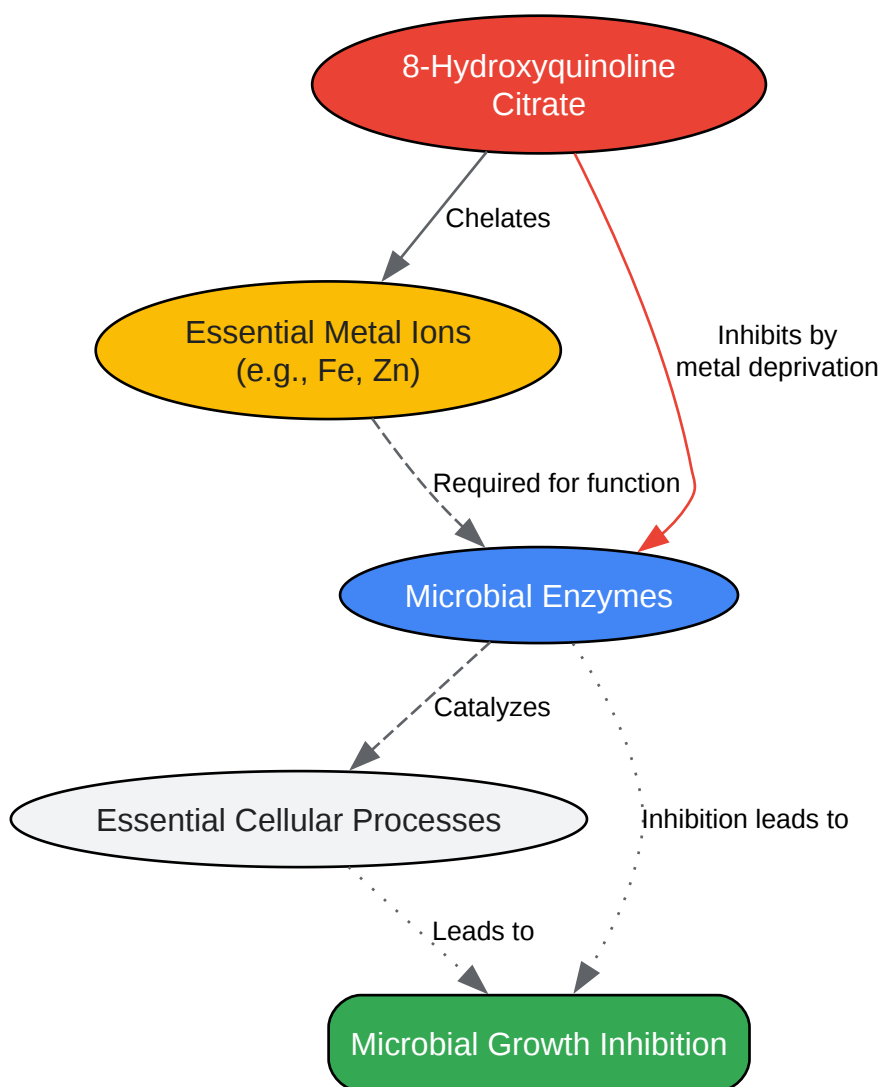 8-Hydroxyquinoline
Citrate
Chelates
Essential Metal Ions
(e.g., Fe, Zn)
Inhibits by
metal deprivation
Required for function
Microbial Enzymes
Catalyzes
Essential Cellular Processes
Inhibition leads to
Leads to
Microbial Growth Inhibition